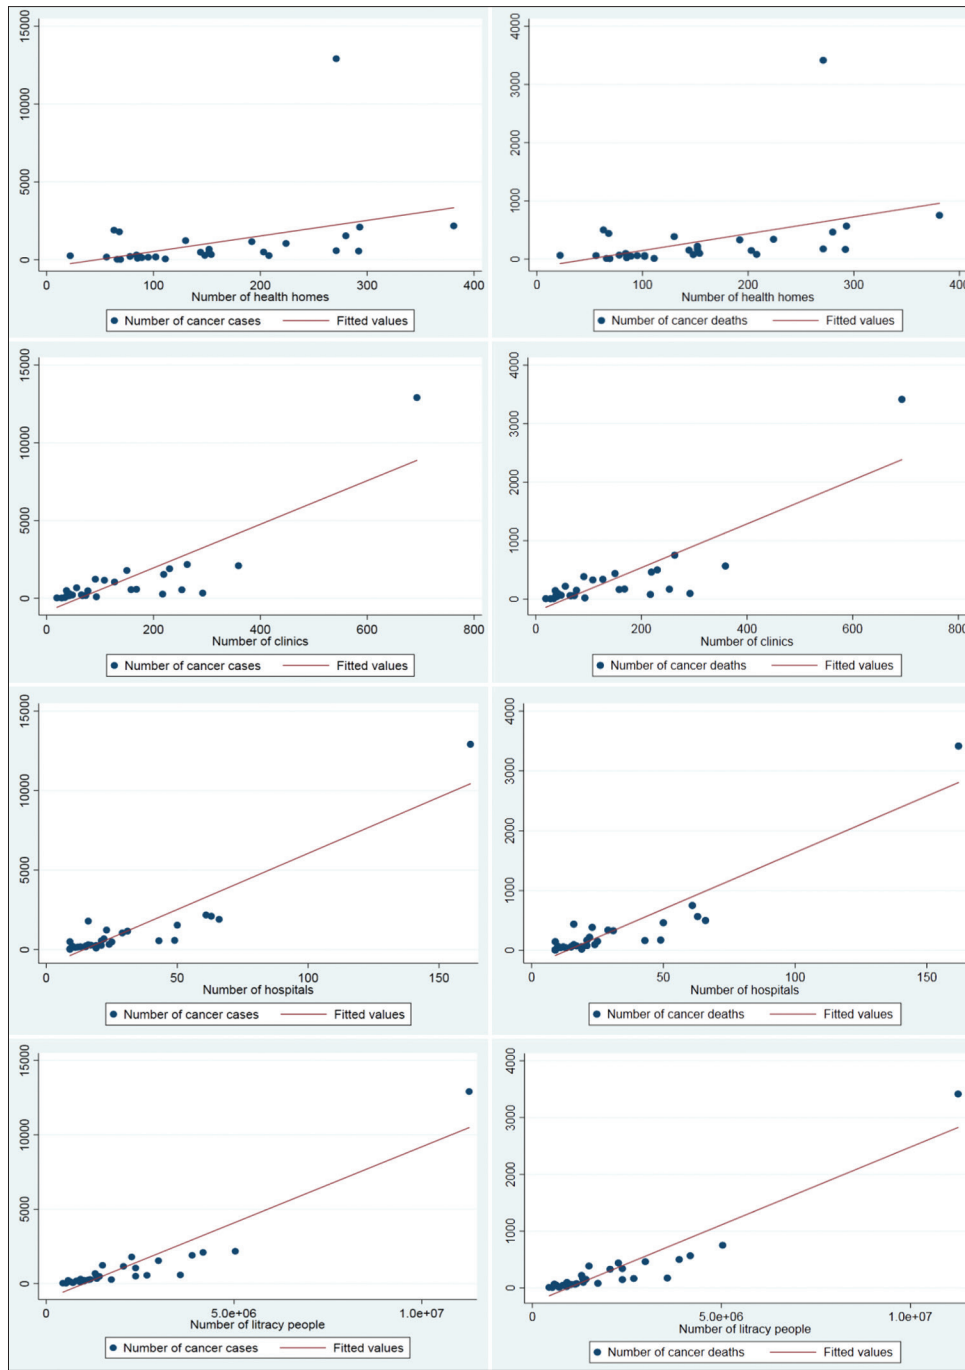 15000
10000
5000
0
0 100 200 300 400
Number of health homes
Number of cancer cases Fitted values
4000
3000
2000
1000
0
0 100 200 300 400
Number of health homes
Number of cancer deaths Fitted values
15000
10000
5000
0
0 200 400 600 800
Number of clinics
Number of cancer cases Fitted values
4000
3000
2000
1000
0
0 200 400 600 800
Number of clinics
Number of cancer deaths Fitted values
15000
10000
5000
0
0 50 100 150
Number of hospitals
Number of cancer cases Fitted values
4000
3000
2000
1000
0
0 50 100 150
Number of hospitals
Number of cancer deaths Fitted values
15000
10000
5000
0
0 5.0e+06 1.0e+07
Number of litracy people
Number of cancer cases Fitted values
4000
3000
2000
1000
0
0 5.0e+06 1.0e+07
Number of litracy people
Number of cancer deaths Fitted values